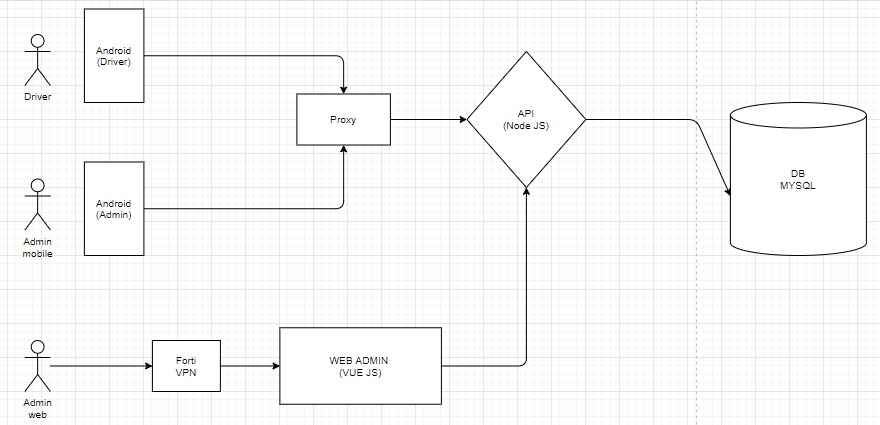 Driver
Android
(Driver)
Proxy
API
(Node JS)
DB
MYSQL
Admin
mobile
Android
(Admin)
Admin
web
Forti
VPN
WEB ADMIN
(VUE JS)